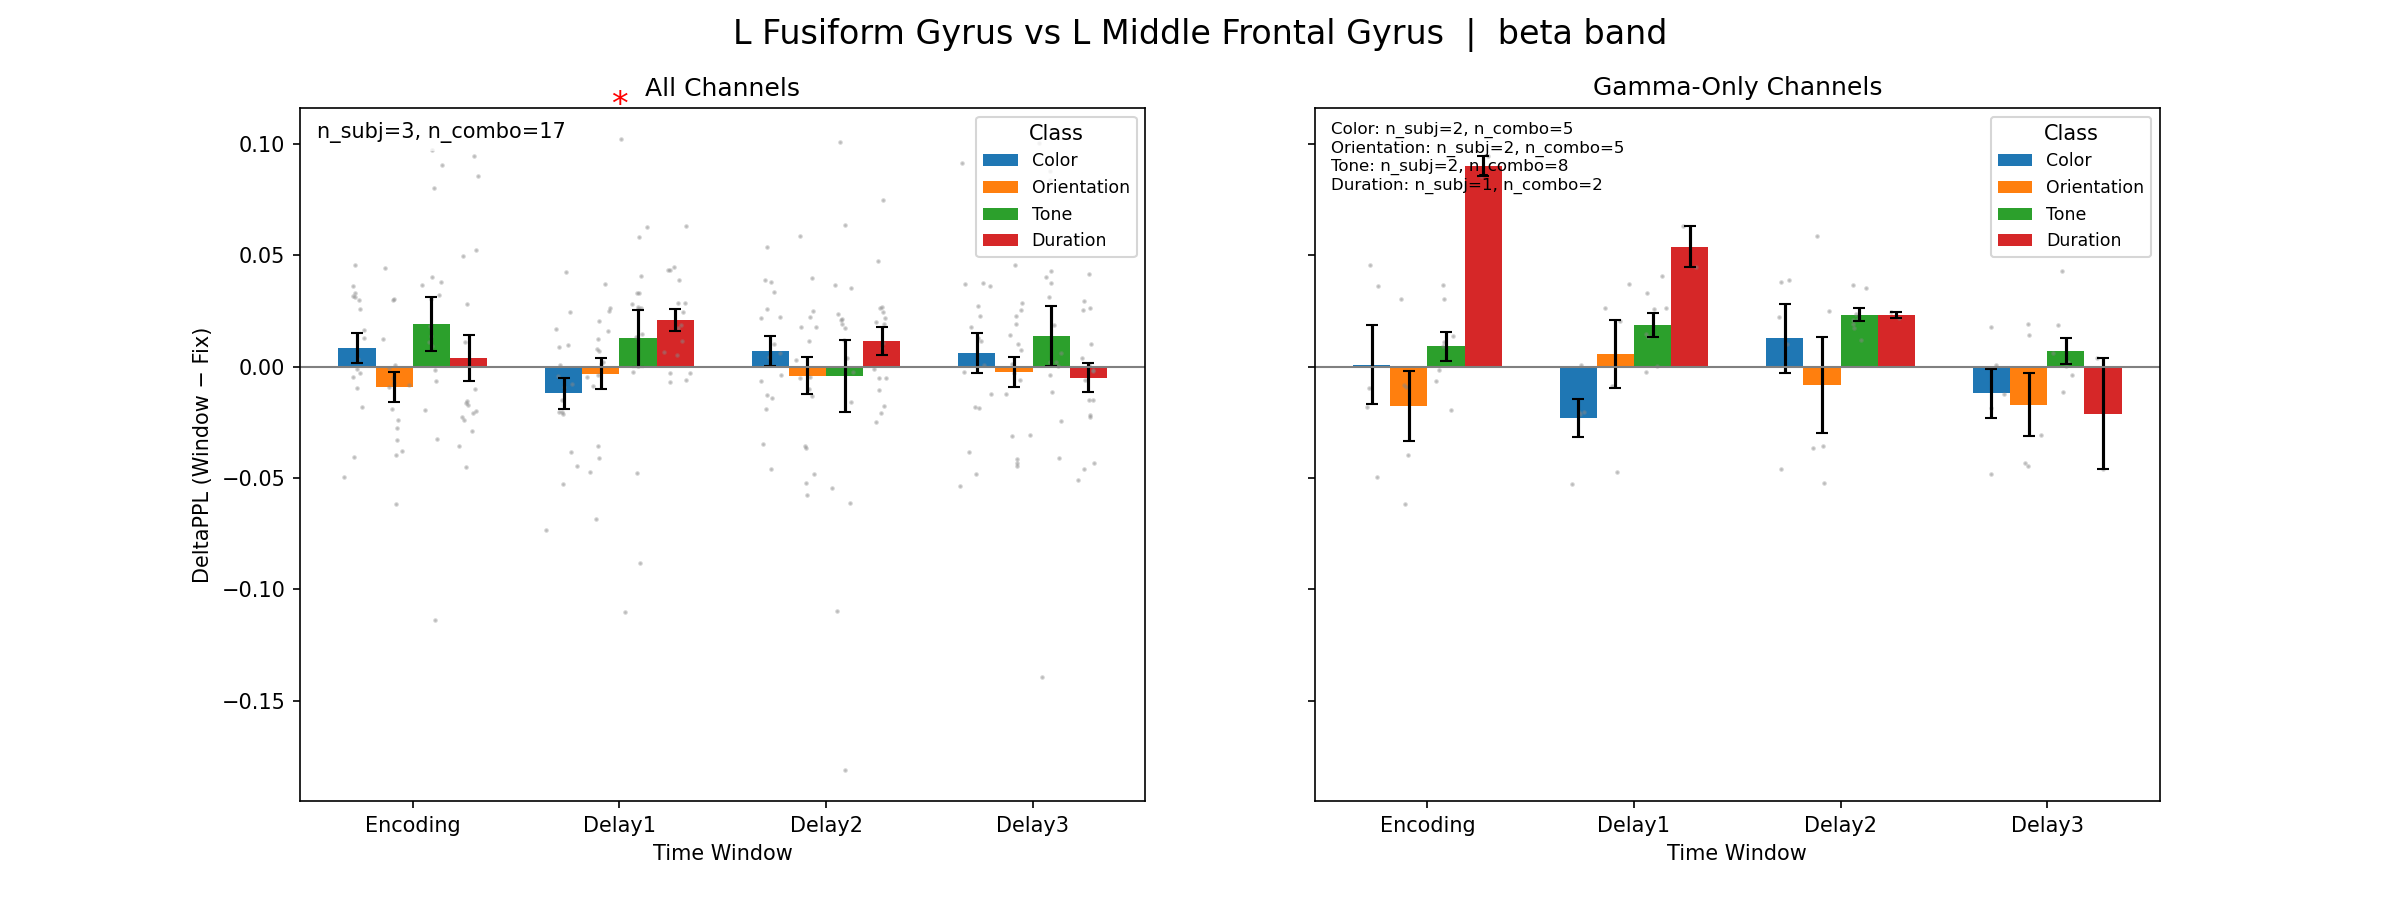 L Fusiform Gyrus vs L Middle Frontal Gyrus | beta band
All Channels
*
n_subj=3, n_combo=17
Class
Color
Orientation
Tone
Duration
DeltaPPL (Window − Fix)
0.10
0.05
0.00
−0.05
−0.10
−0.15
Encoding
Delay1
Delay2
Delay3
Time Window
Gamma-Only Channels
Color: n_subj=2, n_combo=5
Orientation: n_subj=2, n_combo=5
Tone: n_subj=2, n_combo=8
Duration: n_subj=1, n_combo=2
Class
Color
Orientation
Tone
Duration
Encoding
Delay1
Delay2
Delay3
Time Window